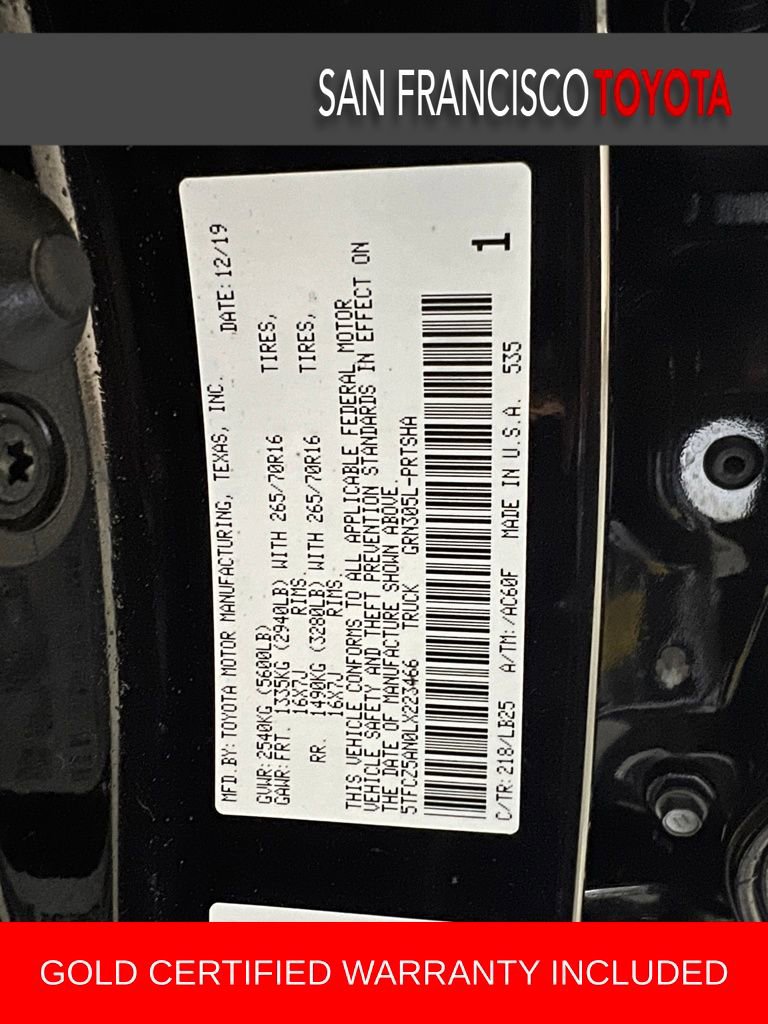 SAN FRANCISCO TOYOTA
MFD.BY: TOYOTA MOTOR MANUFACTURING, TEXAS, INC. DATE: 12/19
GVWR: 2540KG (5600LB)
GAWR: FRT. 1335KG (2940LB) WITH 265/70R16 TIRES,
16X7J RIMS.
RR. 1490KG (3280LB) WITH 265/70R16 TIRES,
16X7J RIMS.
THIS VEHICLE CONFORMS TO ALL APPLICABLE FEDERAL MOTOR
VEHICLE SAFETY AND THEFT PREVENTION STANDARDS IN EFFECT ON
THE DATE OF MANUFACTURE SHOWN ABOVE.
5TFCZ5AN0LX223466 TRUCK GRN305L-PRTSHA
1
C/TR: 218/LB25 A/TM: /AC60F MADE IN U.S.A. 535
GOLD CERTIFIED WARRANTY INCLUDED